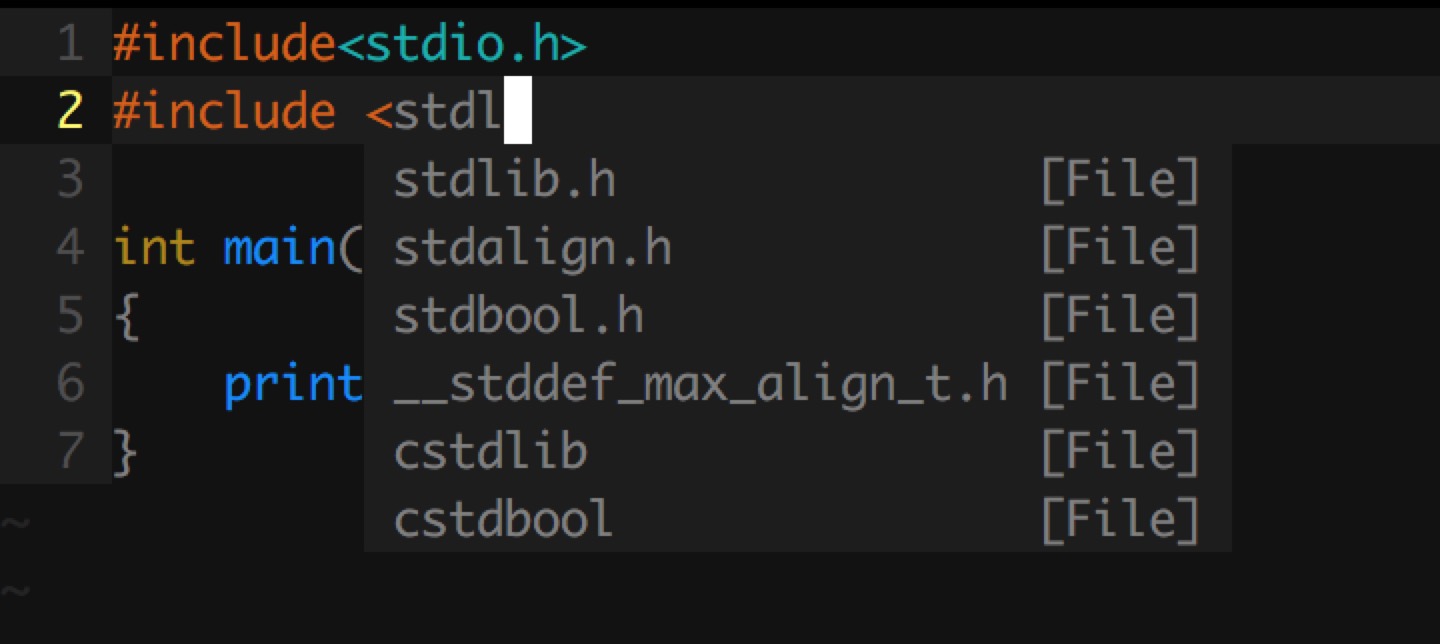 1 #include<stdio.h>
2 #include <stdl
3 stdlib.h [File]
4 int main( stdalign.h [File]
5 { stdbool.h [File]
6 print __stddef_max_align_t.h [File]
7 } cstdlib [File]
~ cstdbool [File]
~